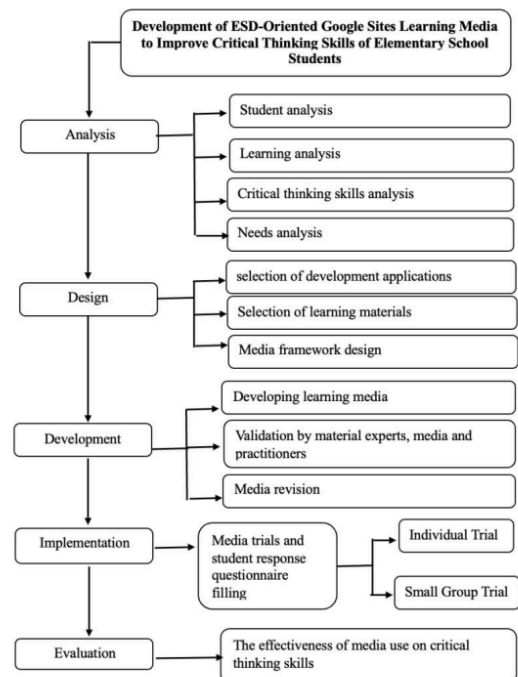 Development of ESD-Oriented Google Sites Learning Media
to Improve Critical Thinking Skills of Elementary School
Students
Analysis
Student analysis
Learning analysis
Critical thinking skills analysis
Needs analysis
Design
selection of development applications
Selection of learning materials
Media framework design
Development
Developing learning media
Validation by material experts, media and
practitioners
Media revision
Implementation
Media trials and
student response
questionnaire
filling
Individual Trial
Small Group Trial
Evaluation
The effectiveness of media use on critical
thinking skills